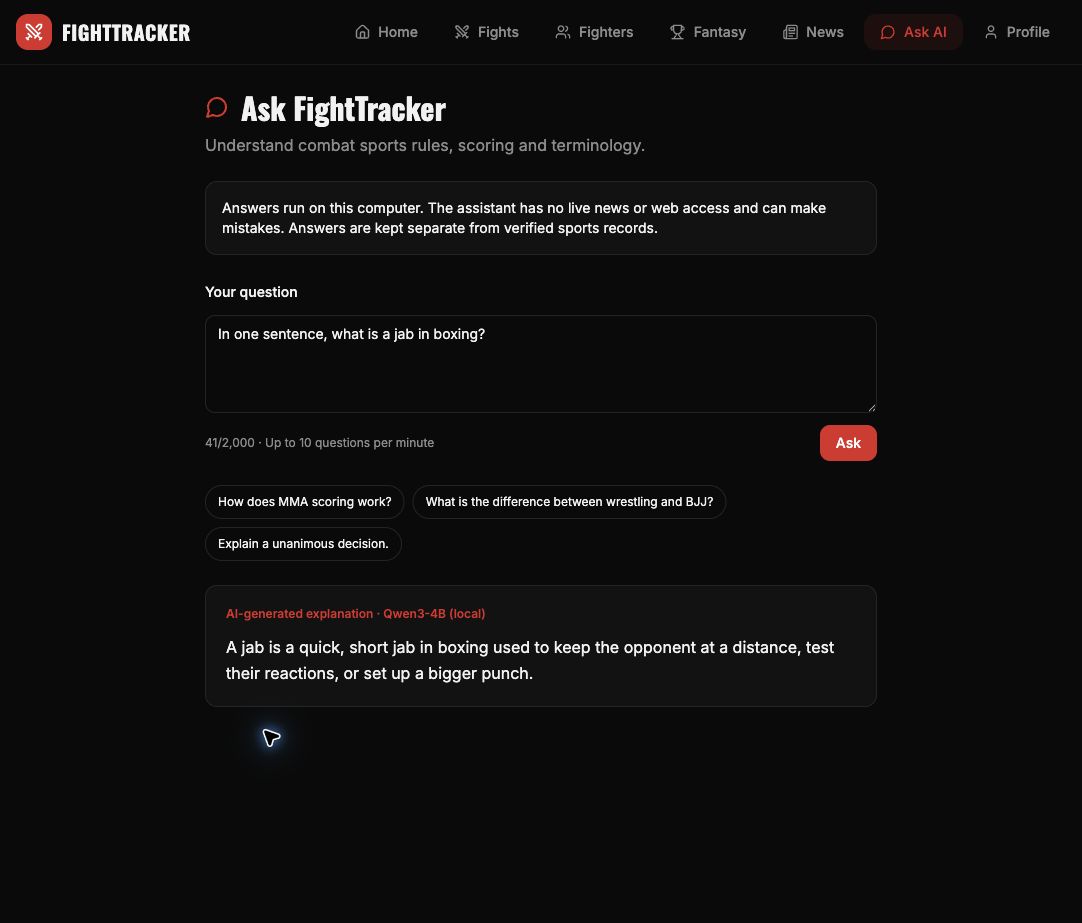 FIGHTTRACKER
Home
Fights
Fighters
Fantasy
News
Ask AI
Profile
Ask FightTracker
Understand combat sports rules, scoring and terminology.
Answers run on this computer. The assistant has no live news or web access and can make
mistakes. Answers are kept separate from verified sports records.
Your question
In one sentence, what is a jab in boxing?
41/2,000 · Up to 10 questions per minute
Ask
How does MMA scoring work?
What is the difference between wrestling and BJJ?
Explain a unanimous decision.
AI-generated explanation · Qwen3-4B (local)
A jab is a quick, short jab in boxing used to keep the opponent at a distance, test
their reactions, or set up a bigger punch.